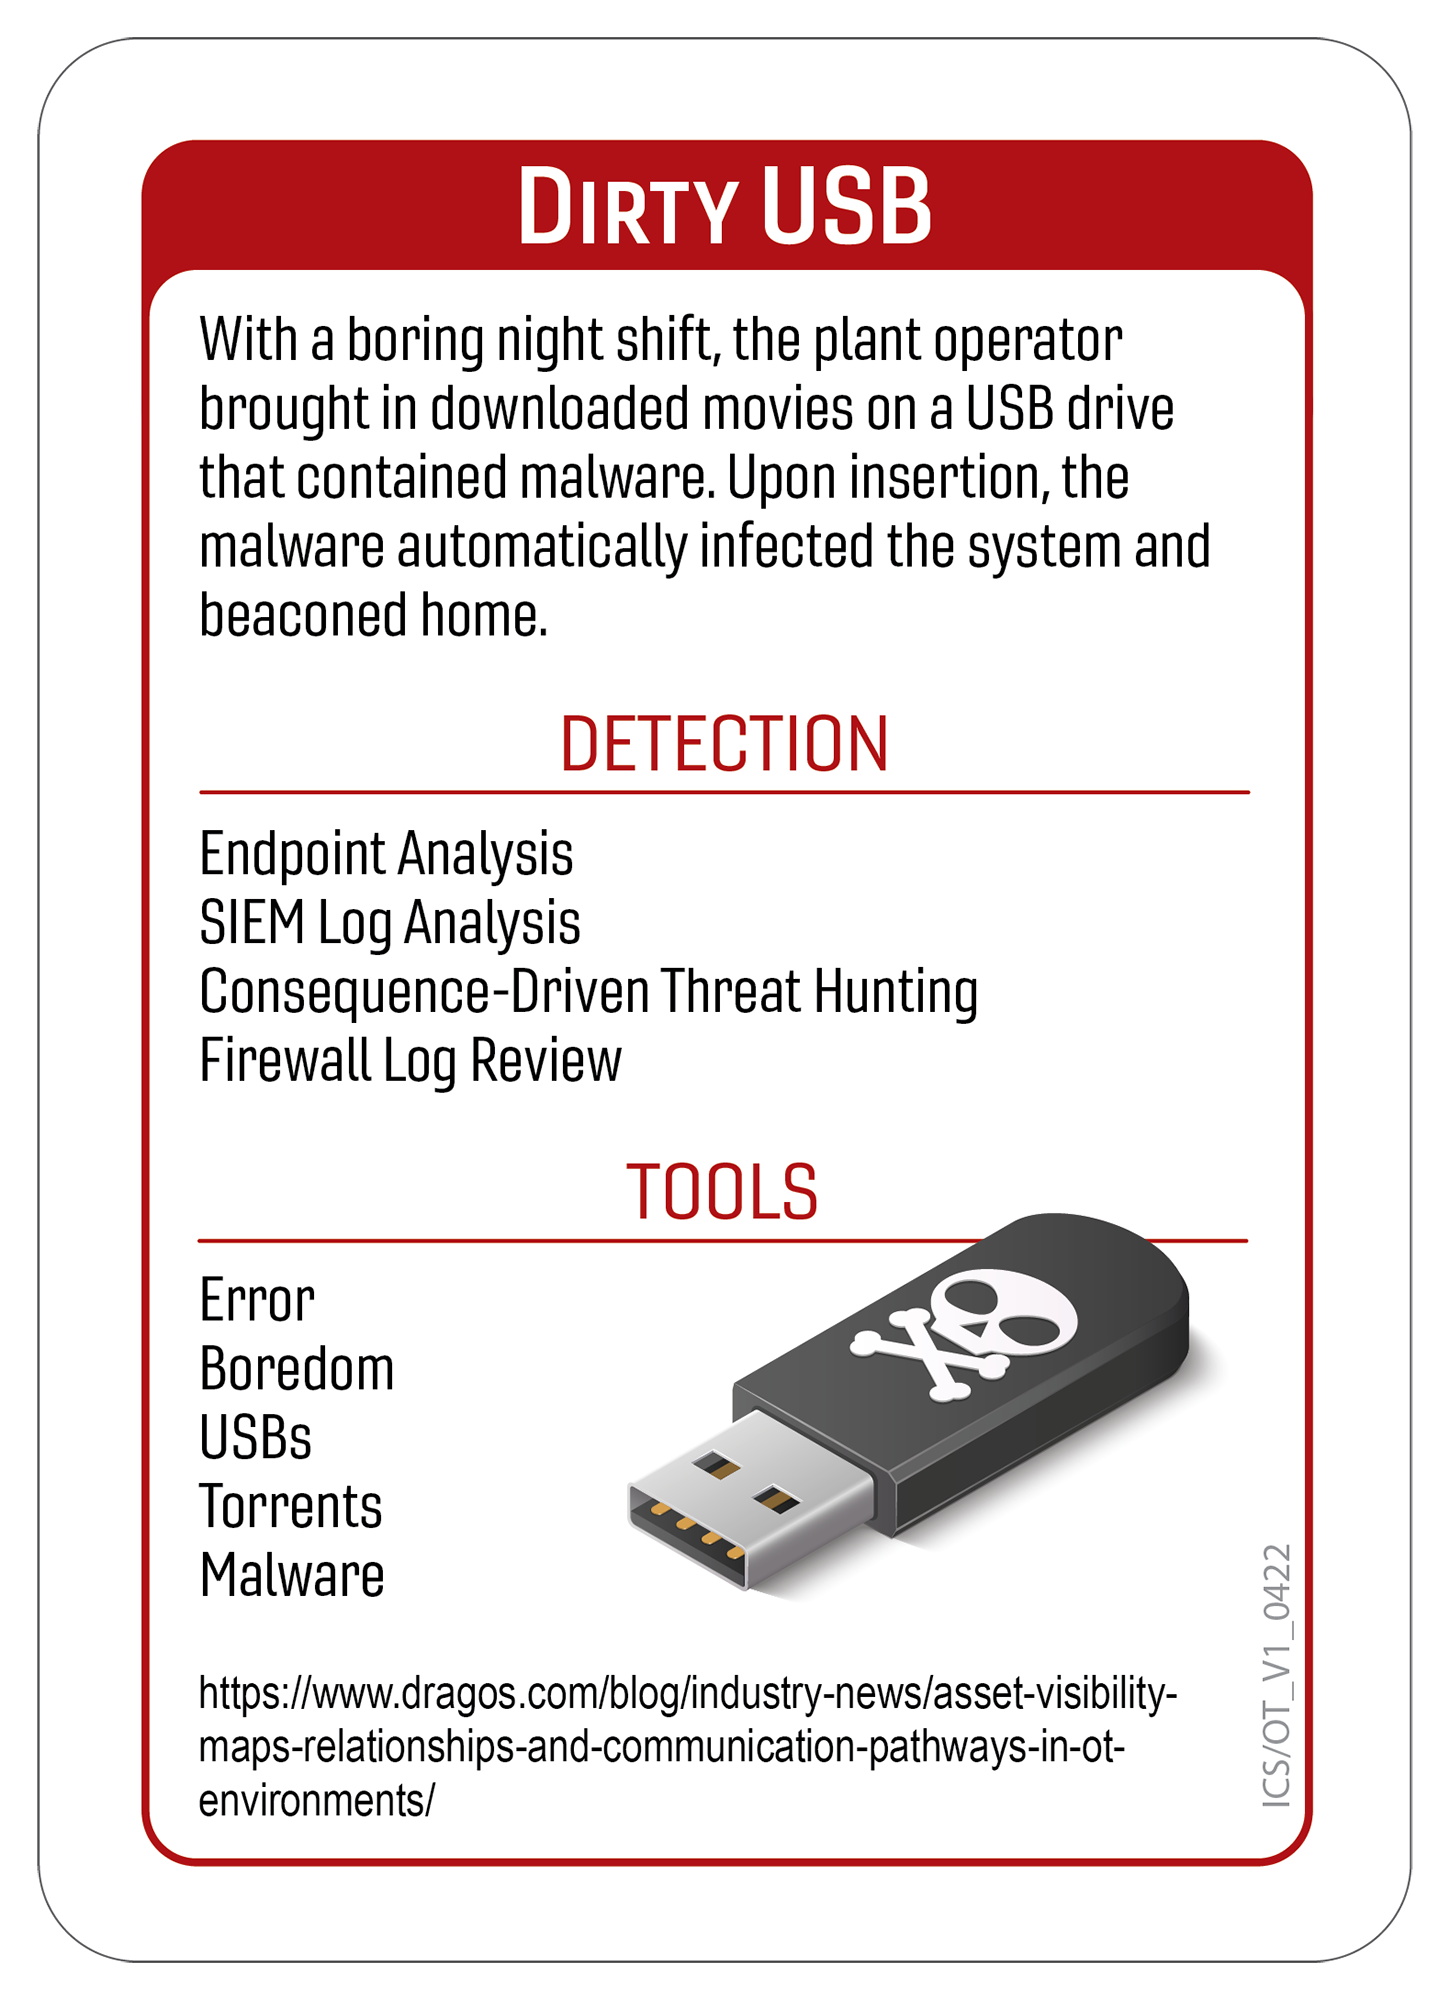 DIRTY USB
With a boring night shift, the plant operator
brought in downloaded movies on a USB drive
that contained malware. Upon insertion, the
malware automatically infected the system and
beaconed home.
DETECTION
Endpoint Analysis
SIEM Log Analysis
Consequence-Driven Threat Hunting
Firewall Log Review
TOOLS
Error
Boredom
USBs
Torrents
Malware
https://www.dragos.com/blog/industry-news/asset-visibility-
maps-relationships-and-communication-pathways-in-ot-
environments/
ICS/OT_V1_0422